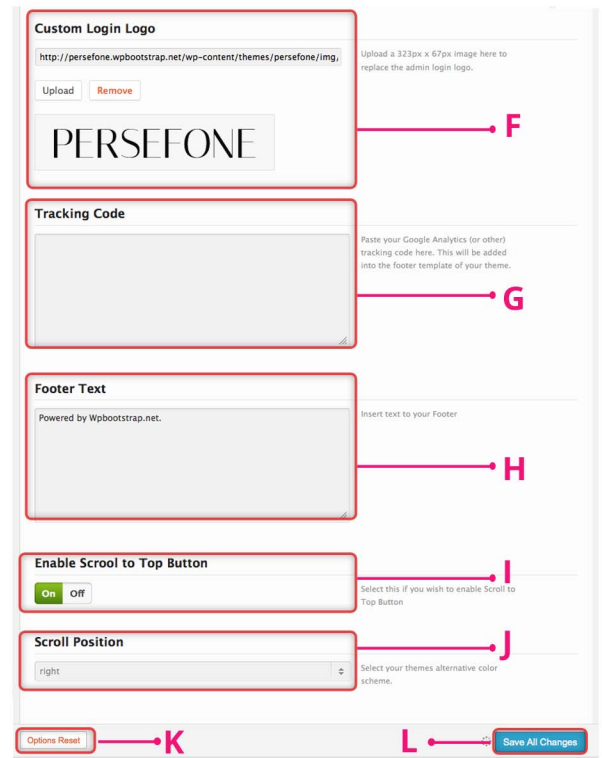 Custom Login Logo
http://persefone.wpbootstrap.net/wp-content/themes/persefone/img,
Upload a 323px x 67px image here to
replace the admin login logo.
Upload Remove
PERSEFONE
F
Tracking Code
Paste your Google Analytics (or other)
tracking code here. This will be added
into the footer template of your theme.
G
Footer Text
Powered by Wpbootstrap.net.
Insert text to your Footer
H
Enable Scrool to Top Button
On Off
Select this if you wish to enable Scroll to
Top Button
I
Scroll Position
right
Select your themes alternative color
scheme.
J
Options Reset
K
L
Save All Changes